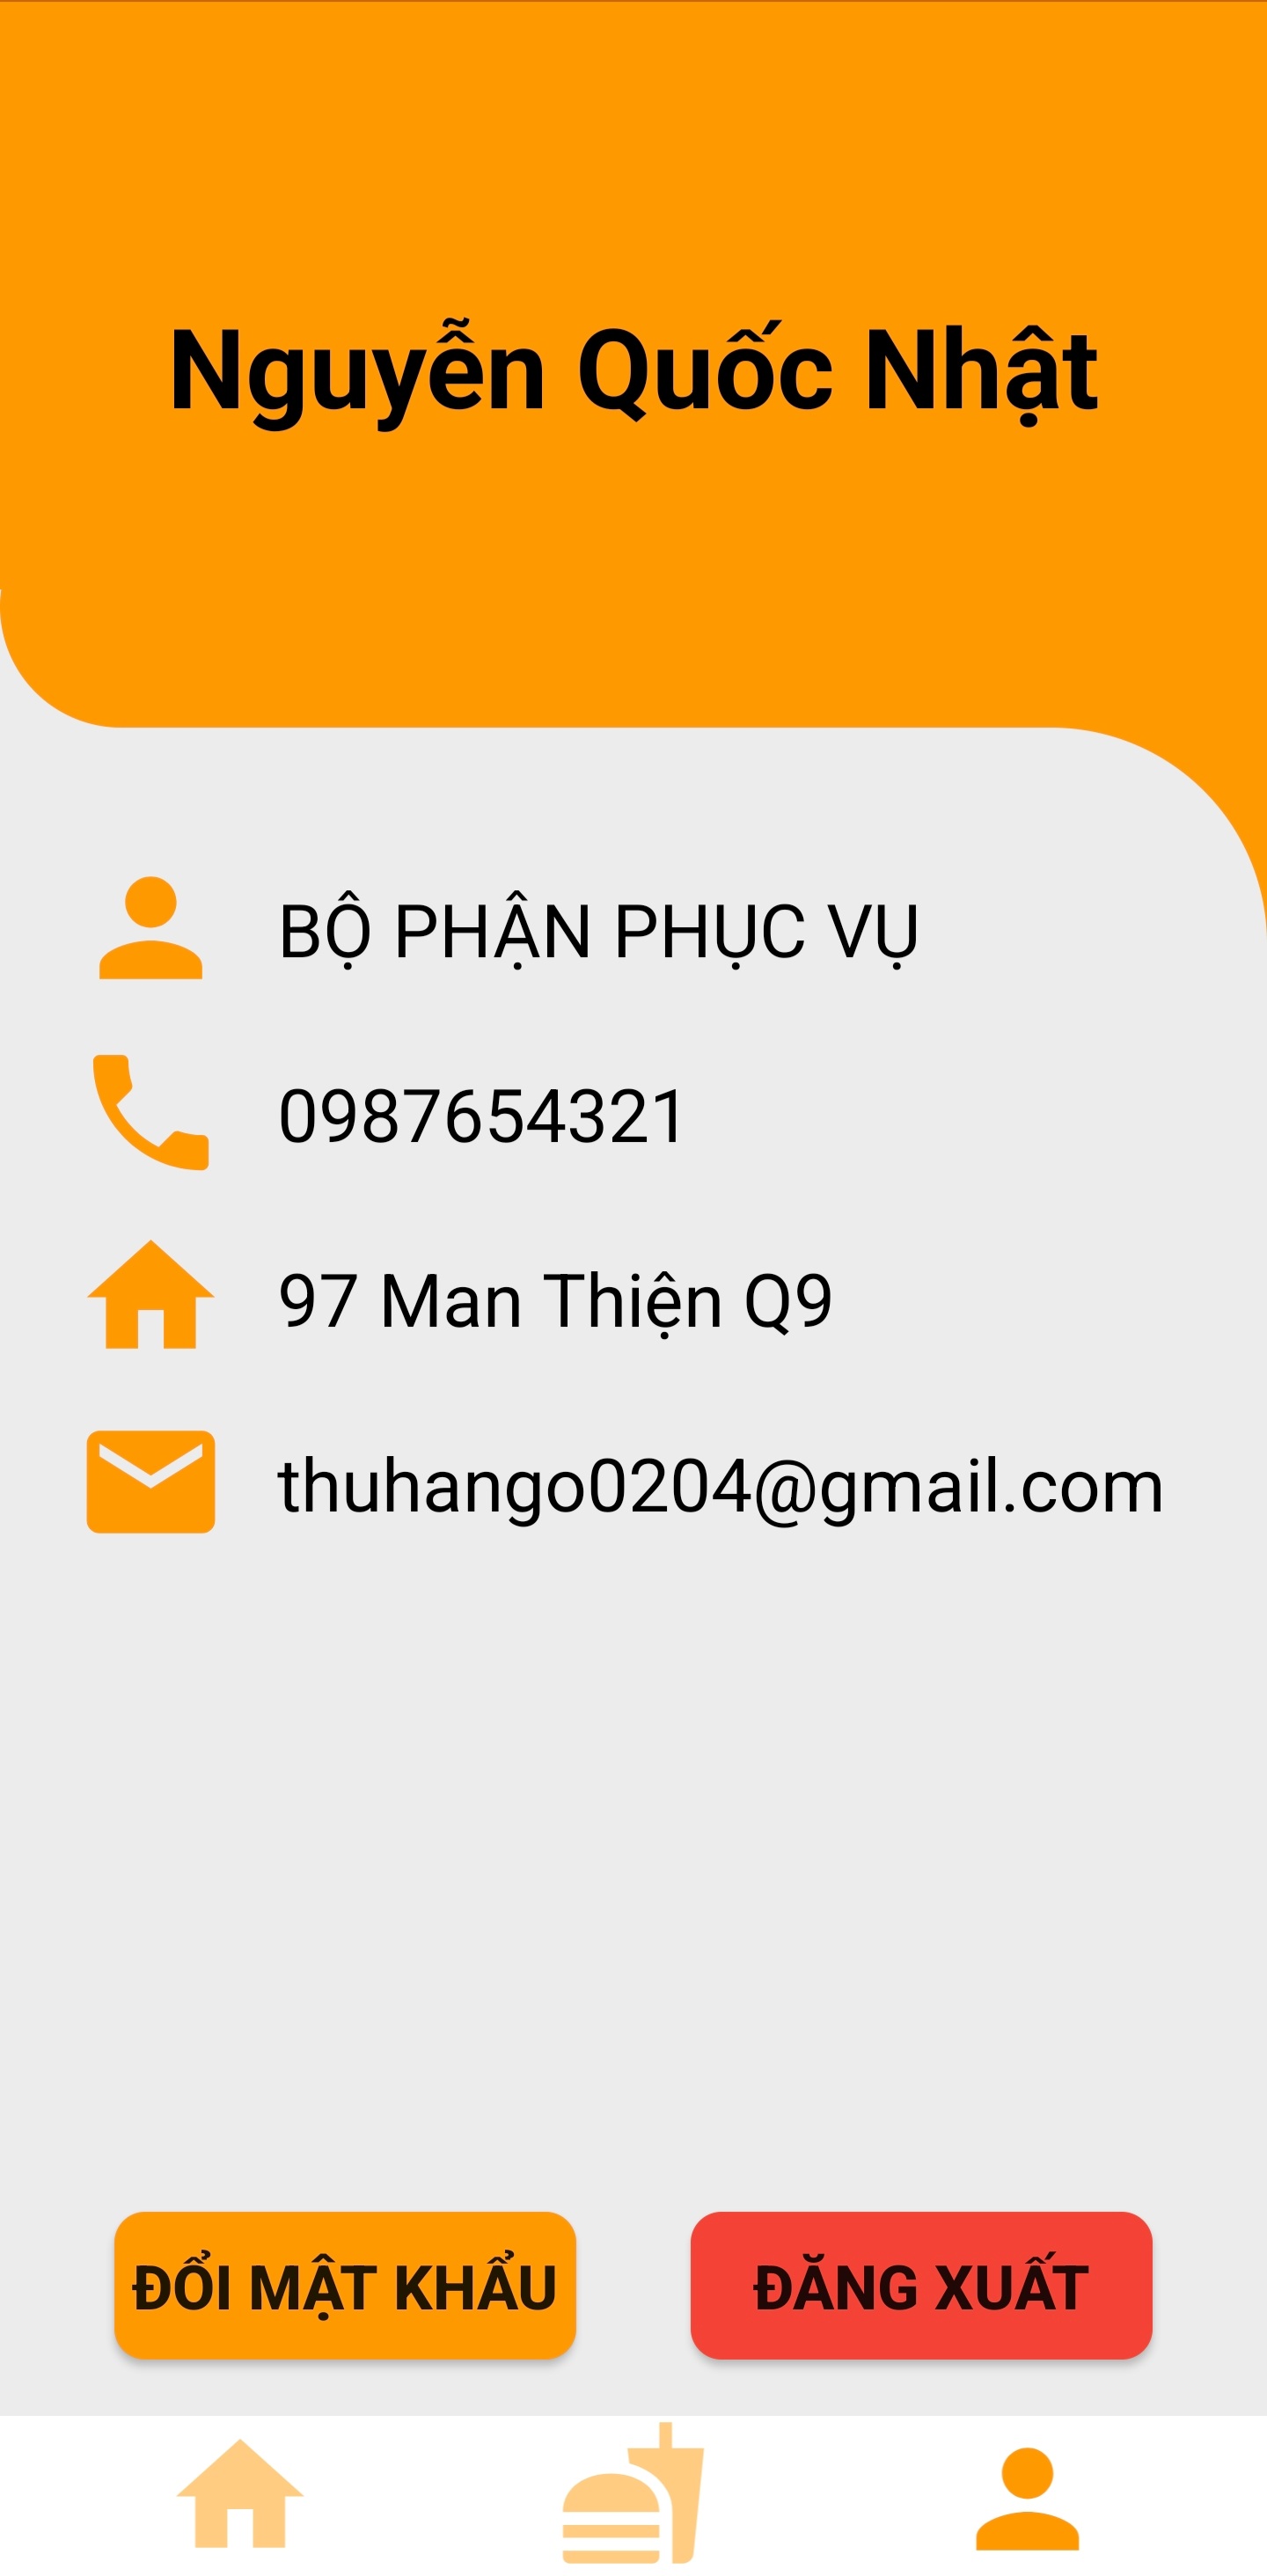 Nguyễn Quốc Nhật
BỘ PHẬN PHỤC VỤ
0987654321
97 Man Thiện Q9
thuhango0204@gmail.com
ĐỔI MẬT KHẨU
ĐĂNG XUẤT